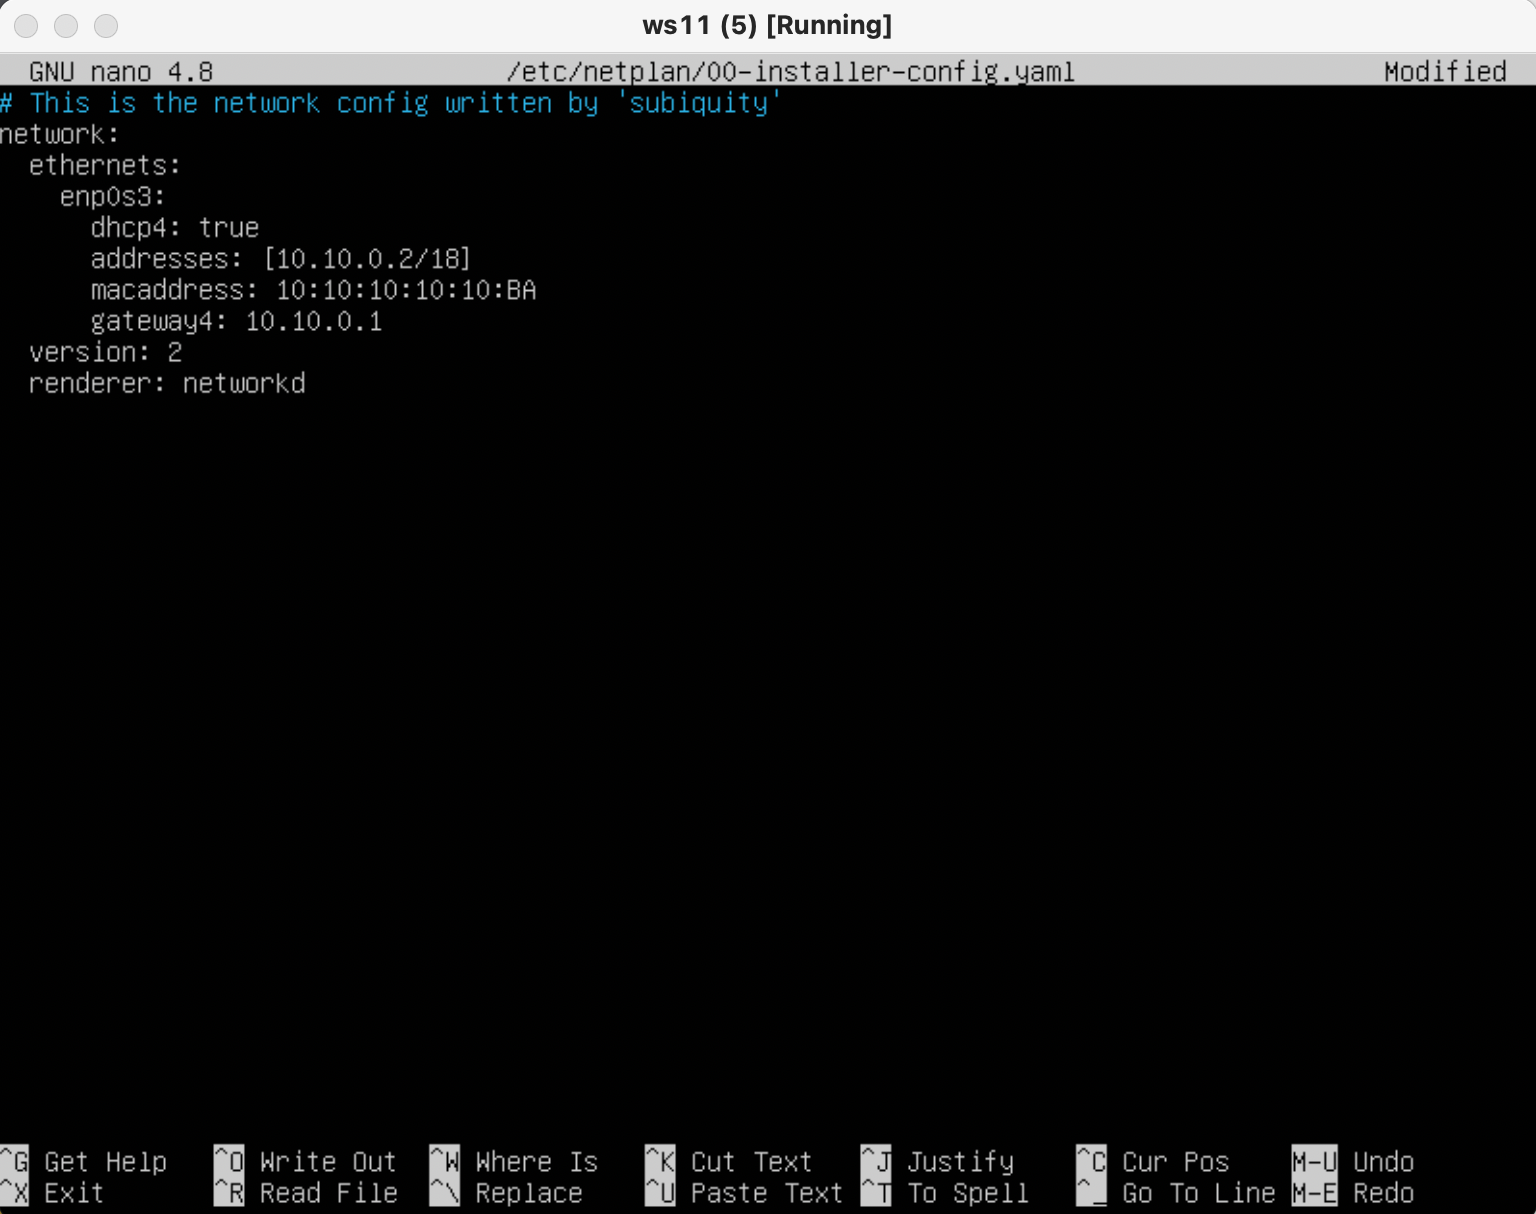 ws11 (5) [Running]
GNU nano 4.8 /etc/netplan/00-installer-config.yaml Modified
# This is the network config written by 'subiquity'
network:
  ethernets:
    enp0s3:
      dhcp4: true
      addresses: [10.10.0.2/18]
      macaddress: 10:10:10:10:10:BA
      gateway4: 10.10.0.1
  version: 2
  renderer: networkd
^G Get Help ^O Write Out ^W Where Is ^K Cut Text ^J Justify ^C Cur Pos M-U Undo
^X Exit ^R Read File ^\ Replace ^U Paste Text ^T To Spell ^_ Go To Line M-E Redo